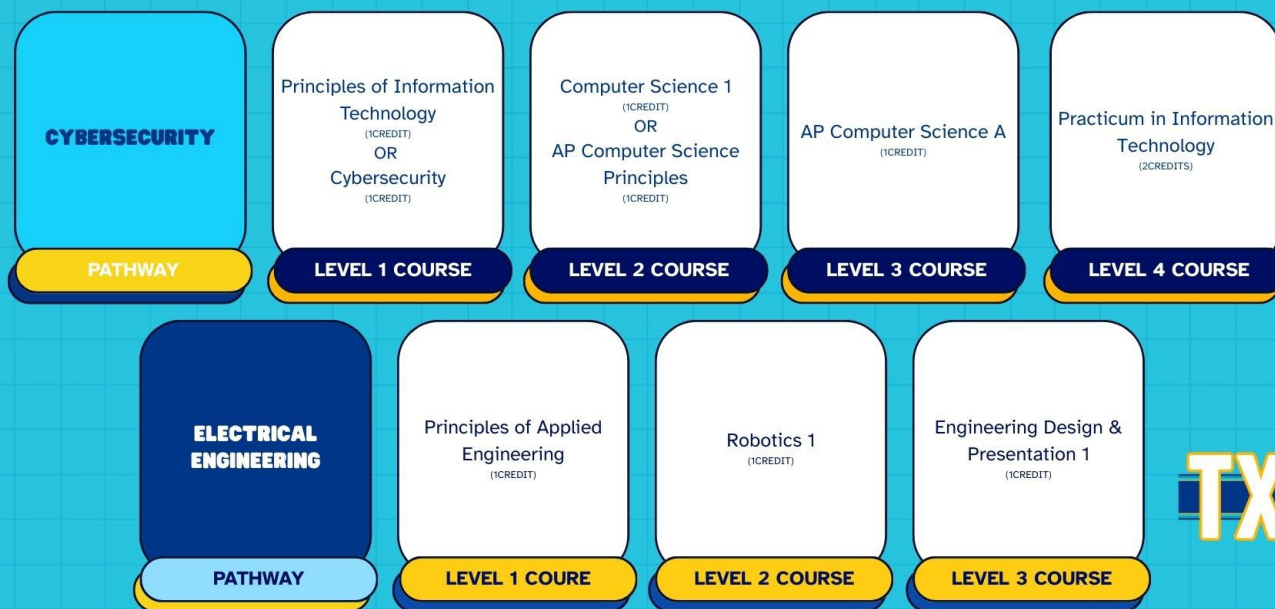 CYBERSECURITY
PATHWAY
Principles of Information
Technology
(1CREDIT)
OR
Cybersecurity
(1CREDIT)
LEVEL 1 COURSE
Computer Science 1
(1CREDIT)
OR
AP Computer Science
Principles
(1CREDIT)
LEVEL 2 COURSE
AP Computer Science A
(1CREDIT)
LEVEL 3 COURSE
Practicum in Information
Technology
(2CREDITS)
LEVEL 4 COURSE
ELECTRICAL
ENGINEERING
PATHWAY
Principles of Applied
Engineering
(1CREDIT)
LEVEL 1 COURE
Robotics 1
(1CREDIT)
LEVEL 2 COURSE
Engineering Design &
Presentation 1
(1CREDIT)
LEVEL 3 COURSE
TX